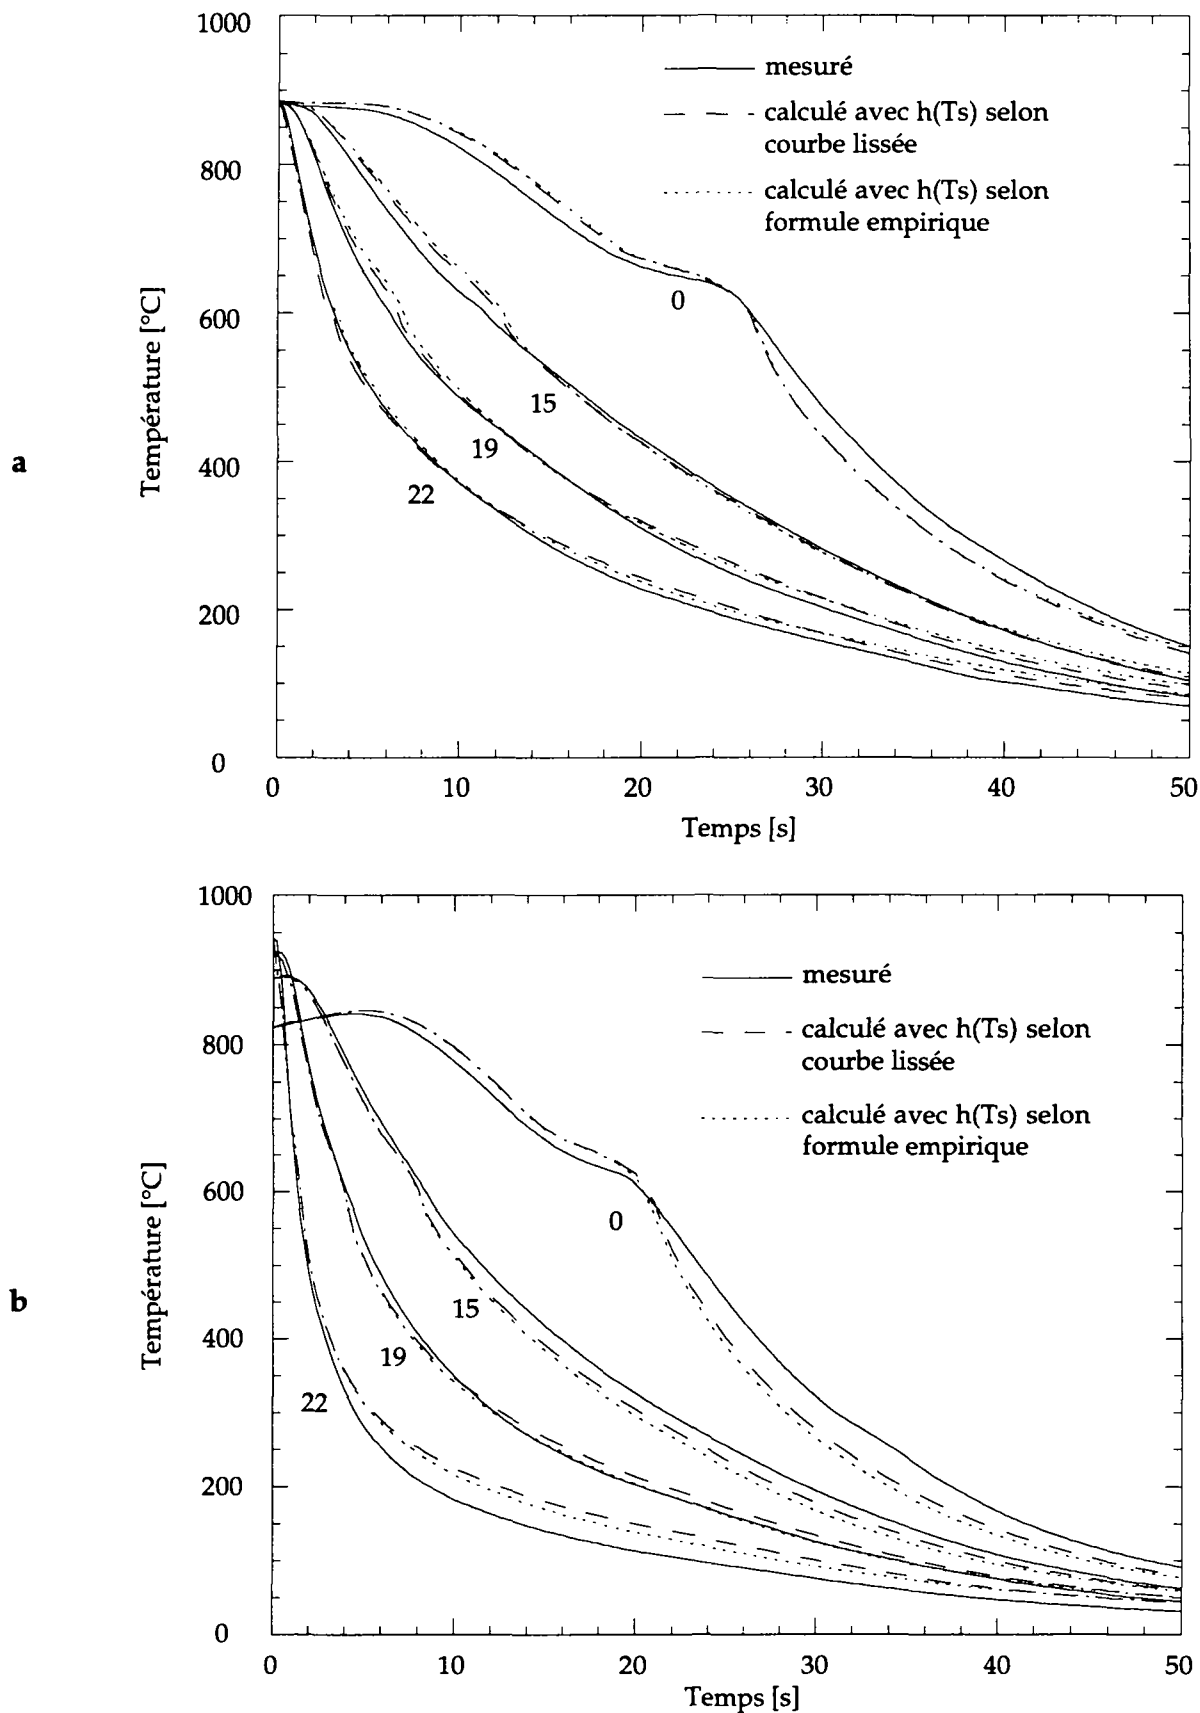 1000
mesuré
calculé avec h(Ts) selon
courbe lissée
calculé avec h(Ts) selon
formule empirique
800
600
400
200
0
Température [°C]
a
0
15
19
22
0
10
20
30
40
50
Temps [s]
1000
mesuré
calculé avec h(Ts) selon
courbe lissée
calculé avec h(Ts) selon
formule empirique
800
600
400
200
0
Température [°C]
b
0
15
19
22
0
10
20
30
40
50
Temps [s]